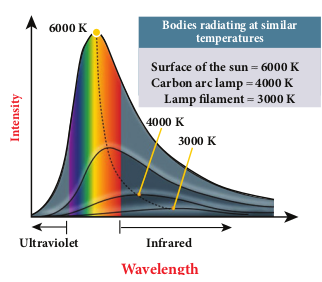 Bodies radiating at similar
temperatures
6000 K
Surface of the sun = 6000 K
Carbon arc lamp = 4000 K
Lamp filament = 3000 K
Intensity
4000 K
3000 K
Ultraviolet
Infrared
Wavelength